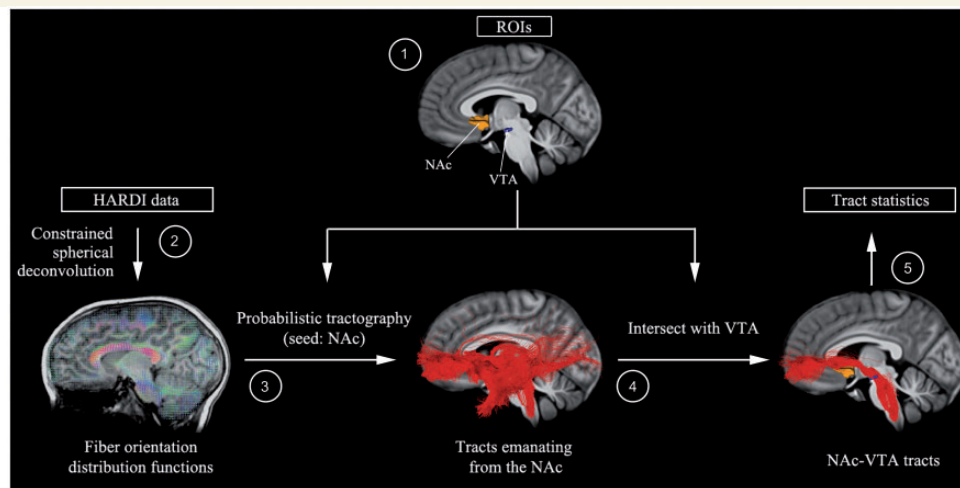 ROIs
1
NAc
VTA
HARDI data
Constrained
spherical
deconvolution
2
Fiber orientation
distribution functions
Probabilistic tractography
(seed: NAc)
3
Tracts emanating
from the NAc
Intersect with VTA
4
Tract statistics
5
NAc-VTA tracts